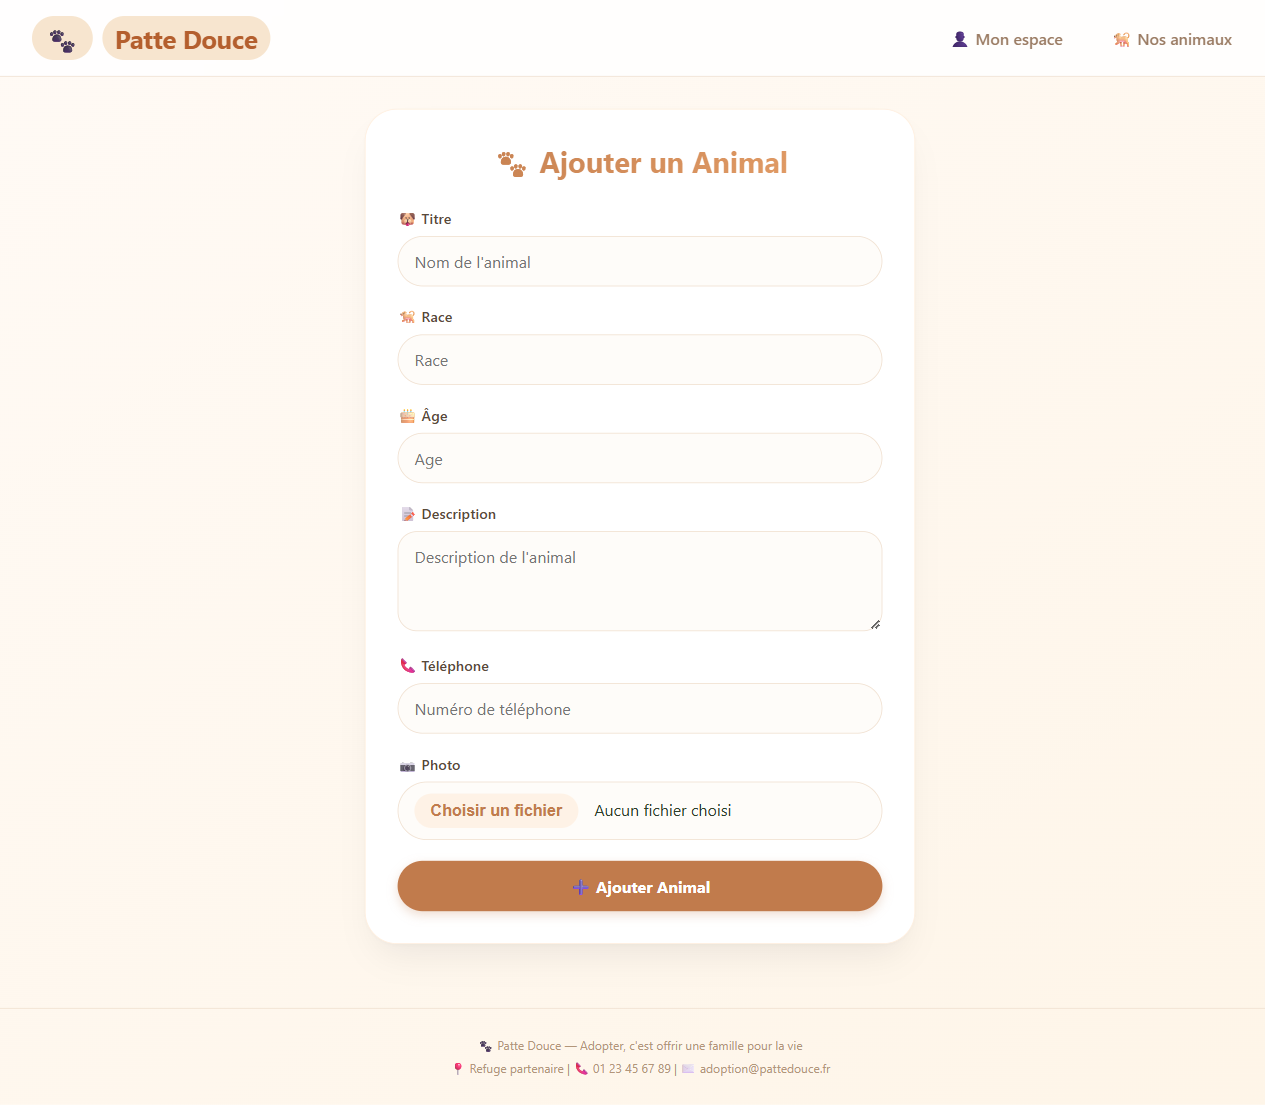 🐾 Patte Douce
👤 Mon espace
🐕 Nos animaux
🐾 Ajouter un Animal
🐶 Titre
Nom de l'animal
🐕 Race
Race
🎂 Âge
Age
📝 Description
Description de l'animal
📞 Téléphone
Numéro de téléphone
📷 Photo
Choisir un fichier Aucun fichier choisi
➕ Ajouter Animal
🐾 Patte Douce — Adopter, c'est offrir une famille pour la vie
📍 Refuge partenaire | 📞 01 23 45 67 89 | ✉️ adoption@pattedouce.fr